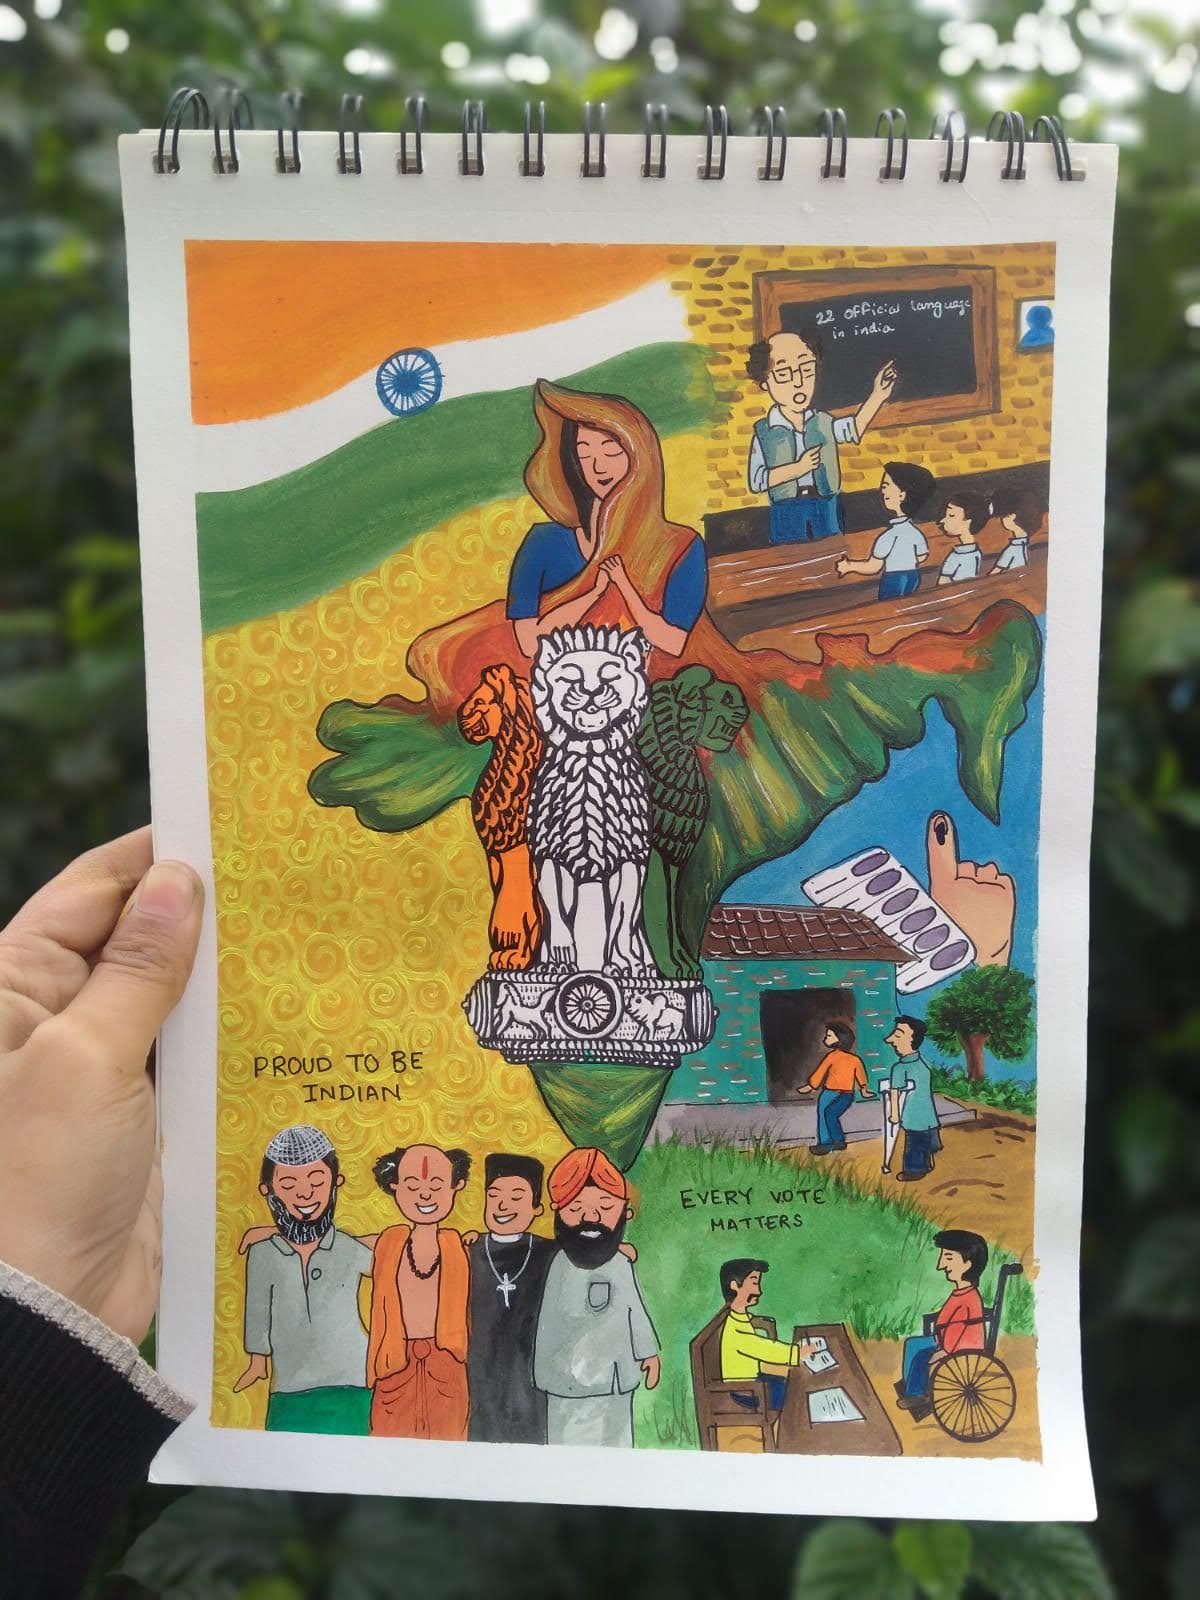 22 official language
in india
PROUD TO BE
INDIAN
EVERY VOTE
MATTERS